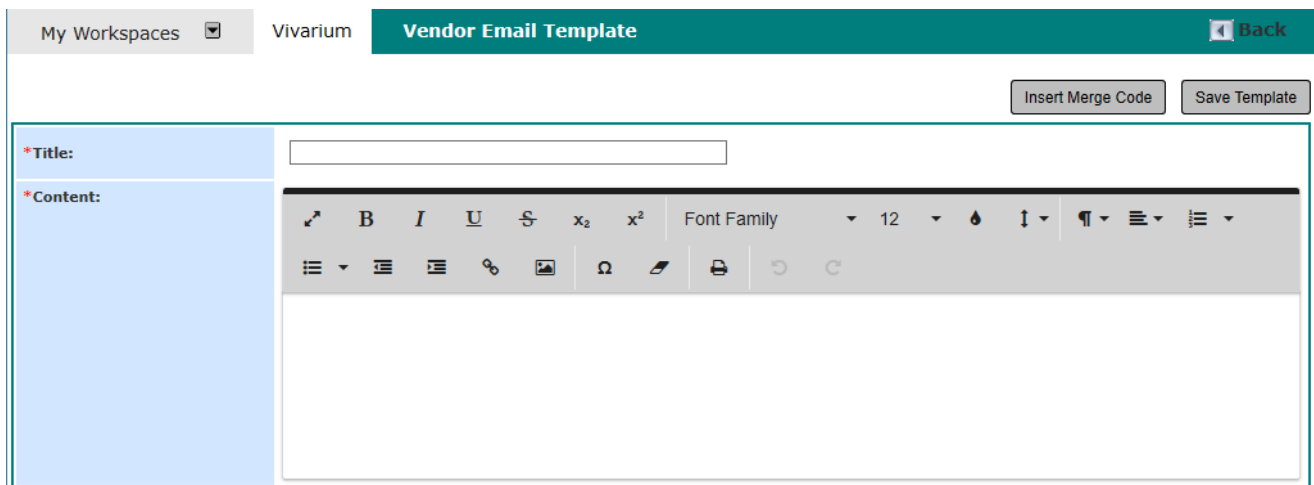 My Workspaces Vivarium Vendor Email Template Back
Insert Merge Code Save Template
*Title:
*Content:
B I U S x₂ x² Font Family 12 ¶
Ω